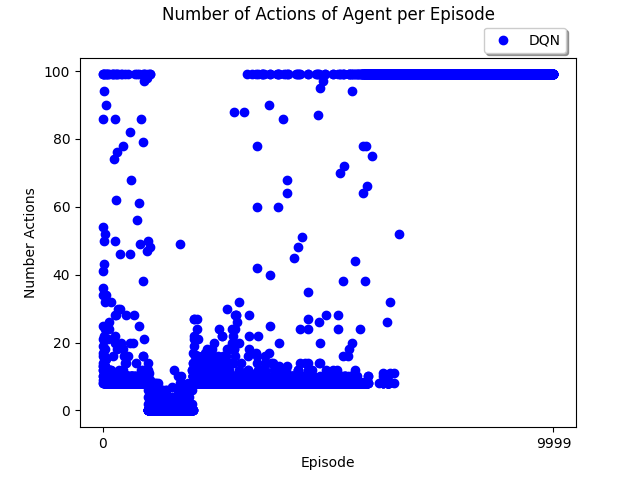 Number of Actions of Agent per Episode
DQN
100
80
60
40
20
0
Number Actions
0
9999
Episode